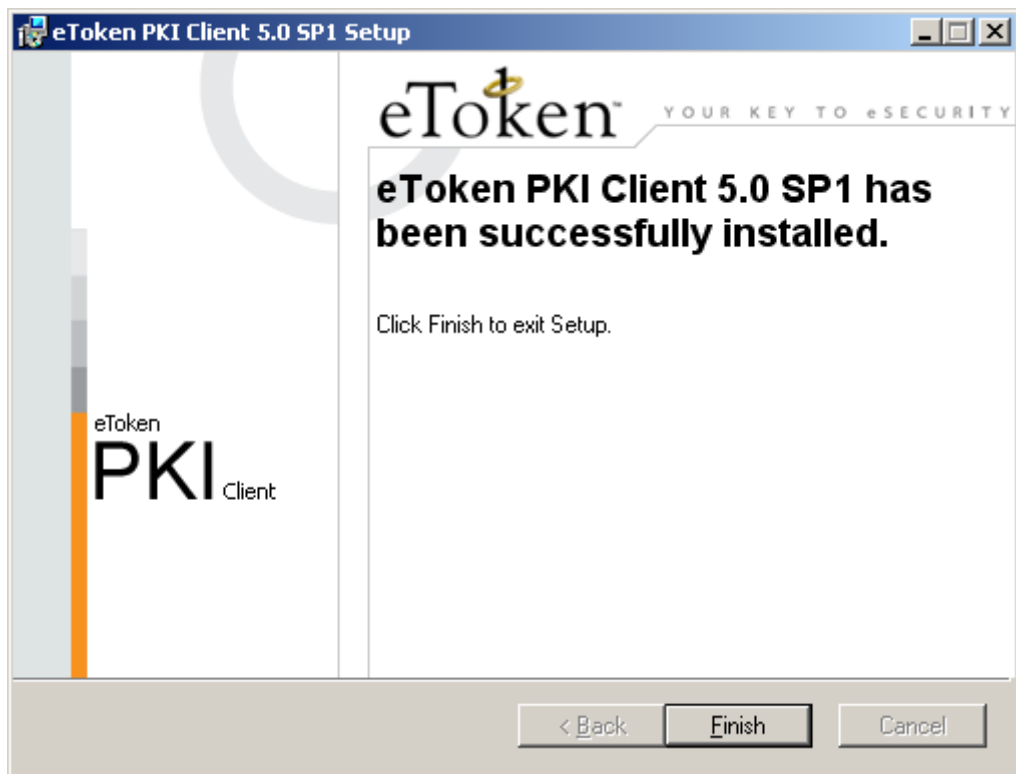 eToken PKI Client 5.0 SP1 Setup
eToken™ YOUR KEY TO eSECURITY
eToken PKI Client 5.0 SP1 has
been successfully installed.
Click Finish to exit Setup.
eToken
PKI Client
< Back Finish Cancel